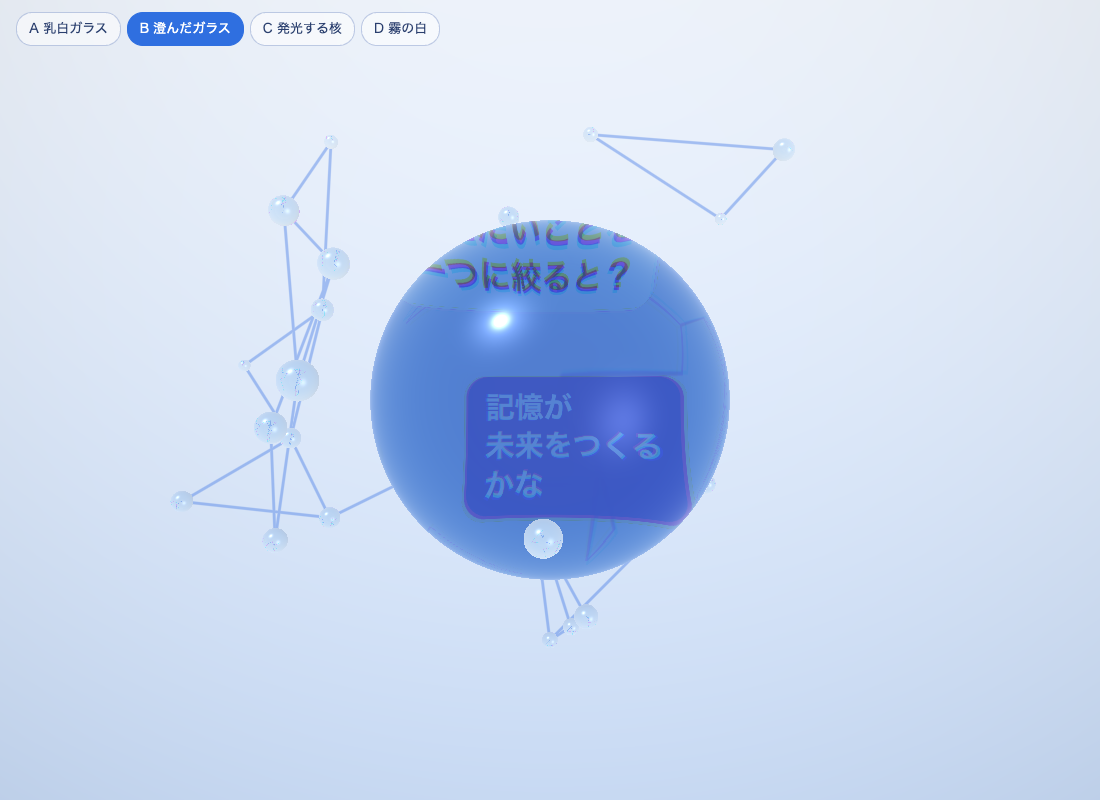 A 乳白ガラス
B 澄んだガラス
C 発光する核
D 霧の白
一つに絞ると？
記憶が
未来をつくる
かな